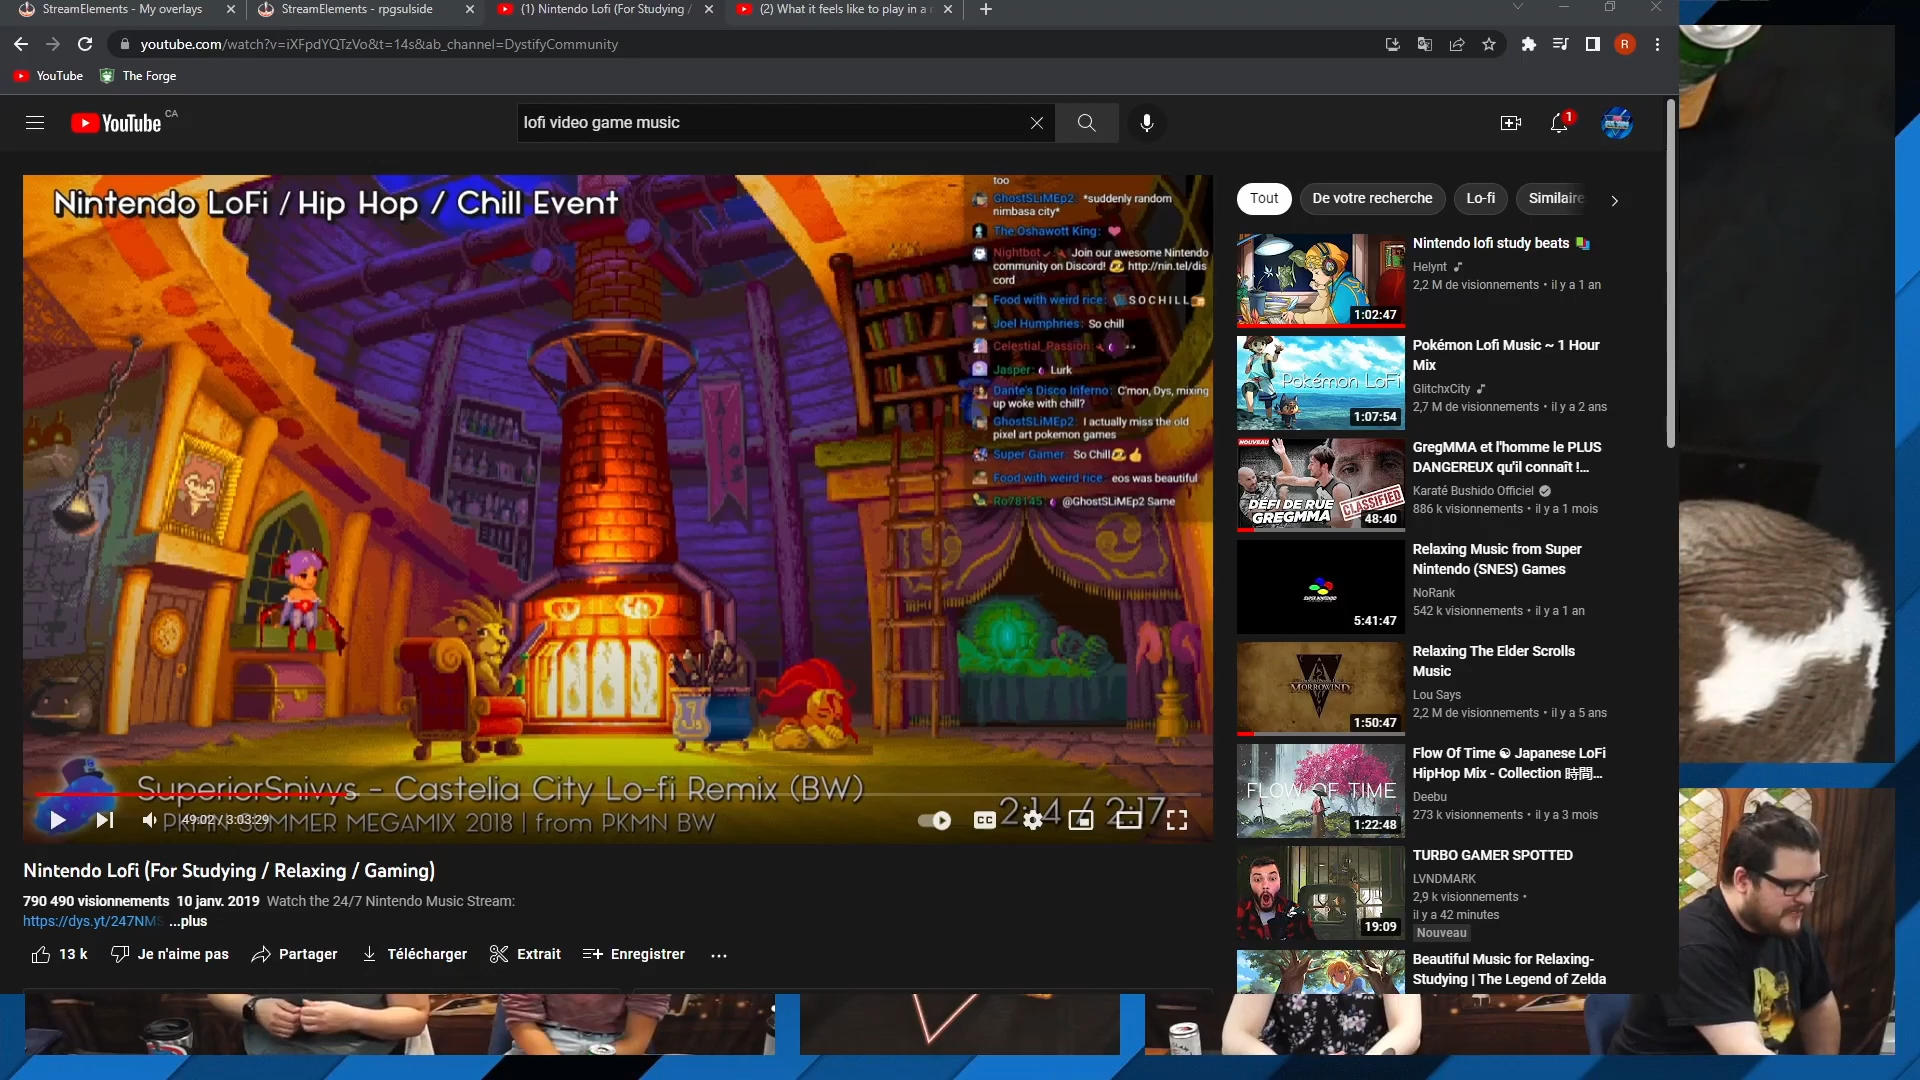 StreamElements - My overlays
StreamElements - rpgsulside
(1) Nintendo Lofi (For Studying /
(2) What it feels like to play in a
youtube.com/watch?v=iXFpdYQTzVo&t=14s&ab_channel=DystifyCommunity
R
YouTube
The Forge
YouTube CA
lofi video game music
1
Nintendo LoFi / Hip Hop / Chill Event
too
GhostSLiMEp2: *suddenly random
nimbasa city*
The Oshawott King:
Nightbot Join our awesome Nintendo
community on Discord! http://nin.tel/dis
cord
Food with weird rice: S O C H I L L
Joel Humphries: So chill
Celestial_Passion:
Jasper: Lurk
Dante's Disco Inferno: C'mon, Dys, mixing
up woke with chill?
GhostSLiMEp2: I actually miss the old
pixel art pokemon games
Super Gamer: So Chill
Food with weird rice: eos was beautiful
Ro78145: @GhostSLiMEp2 Same
SuperiorSnivys - Castelia City Lo-fi Remix (BW)
2:14 / 2:17
PKMN SUMMER MEGAMIX 2018 | from PKMN BW
49:02 / 3:03:29
CC
Nintendo Lofi (For Studying / Relaxing / Gaming)
790 490 visionnements 10 janv. 2019 Watch the 24/7 Nintendo Music Stream:
https://dys.yt/247NMS ...plus
13 k
Je n'aime pas
Partager
Télécharger
Extrait
Enregistrer
Tout
De votre recherche
Lo-fi
Similaire
Nintendo lofi study beats
Helynt
2,2 M de visionnements • il y a 1 an
1:02:47
Pokémon Lofi Music ~ 1 Hour
Mix
GlitchxCity
2,7 M de visionnements • il y a 2 ans
Pokémon LoFi
1:07:54
GregMMA et l'homme le PLUS
DANGEREUX qu'il connaît !...
Karaté Bushido Officiel
886 k visionnements • il y a 1 mois
NOUVEAU
DÉFI DE RUE
GREGMMA
CLASSIFIED
48:40
Relaxing Music from Super
Nintendo (SNES) Games
NoRank
542 k visionnements • il y a 1 an
SUPER NINTENDO
5:41:47
Relaxing The Elder Scrolls
Music
Lou Says
2,2 M de visionnements • il y a 5 ans
MORROWIND
1:50:47
Flow Of Time ☯ Japanese LoFi
HipHop Mix - Collection 時間...
Deebu
273 k visionnements • il y a 3 mois
FLOW OF TIME
1:22:48
TURBO GAMER SPOTTED
LVNDMARK
2,9 k visionnements •
il y a 42 minutes
Nouveau
19:09
Beautiful Music for Relaxing-
Studying | The Legend of Zelda